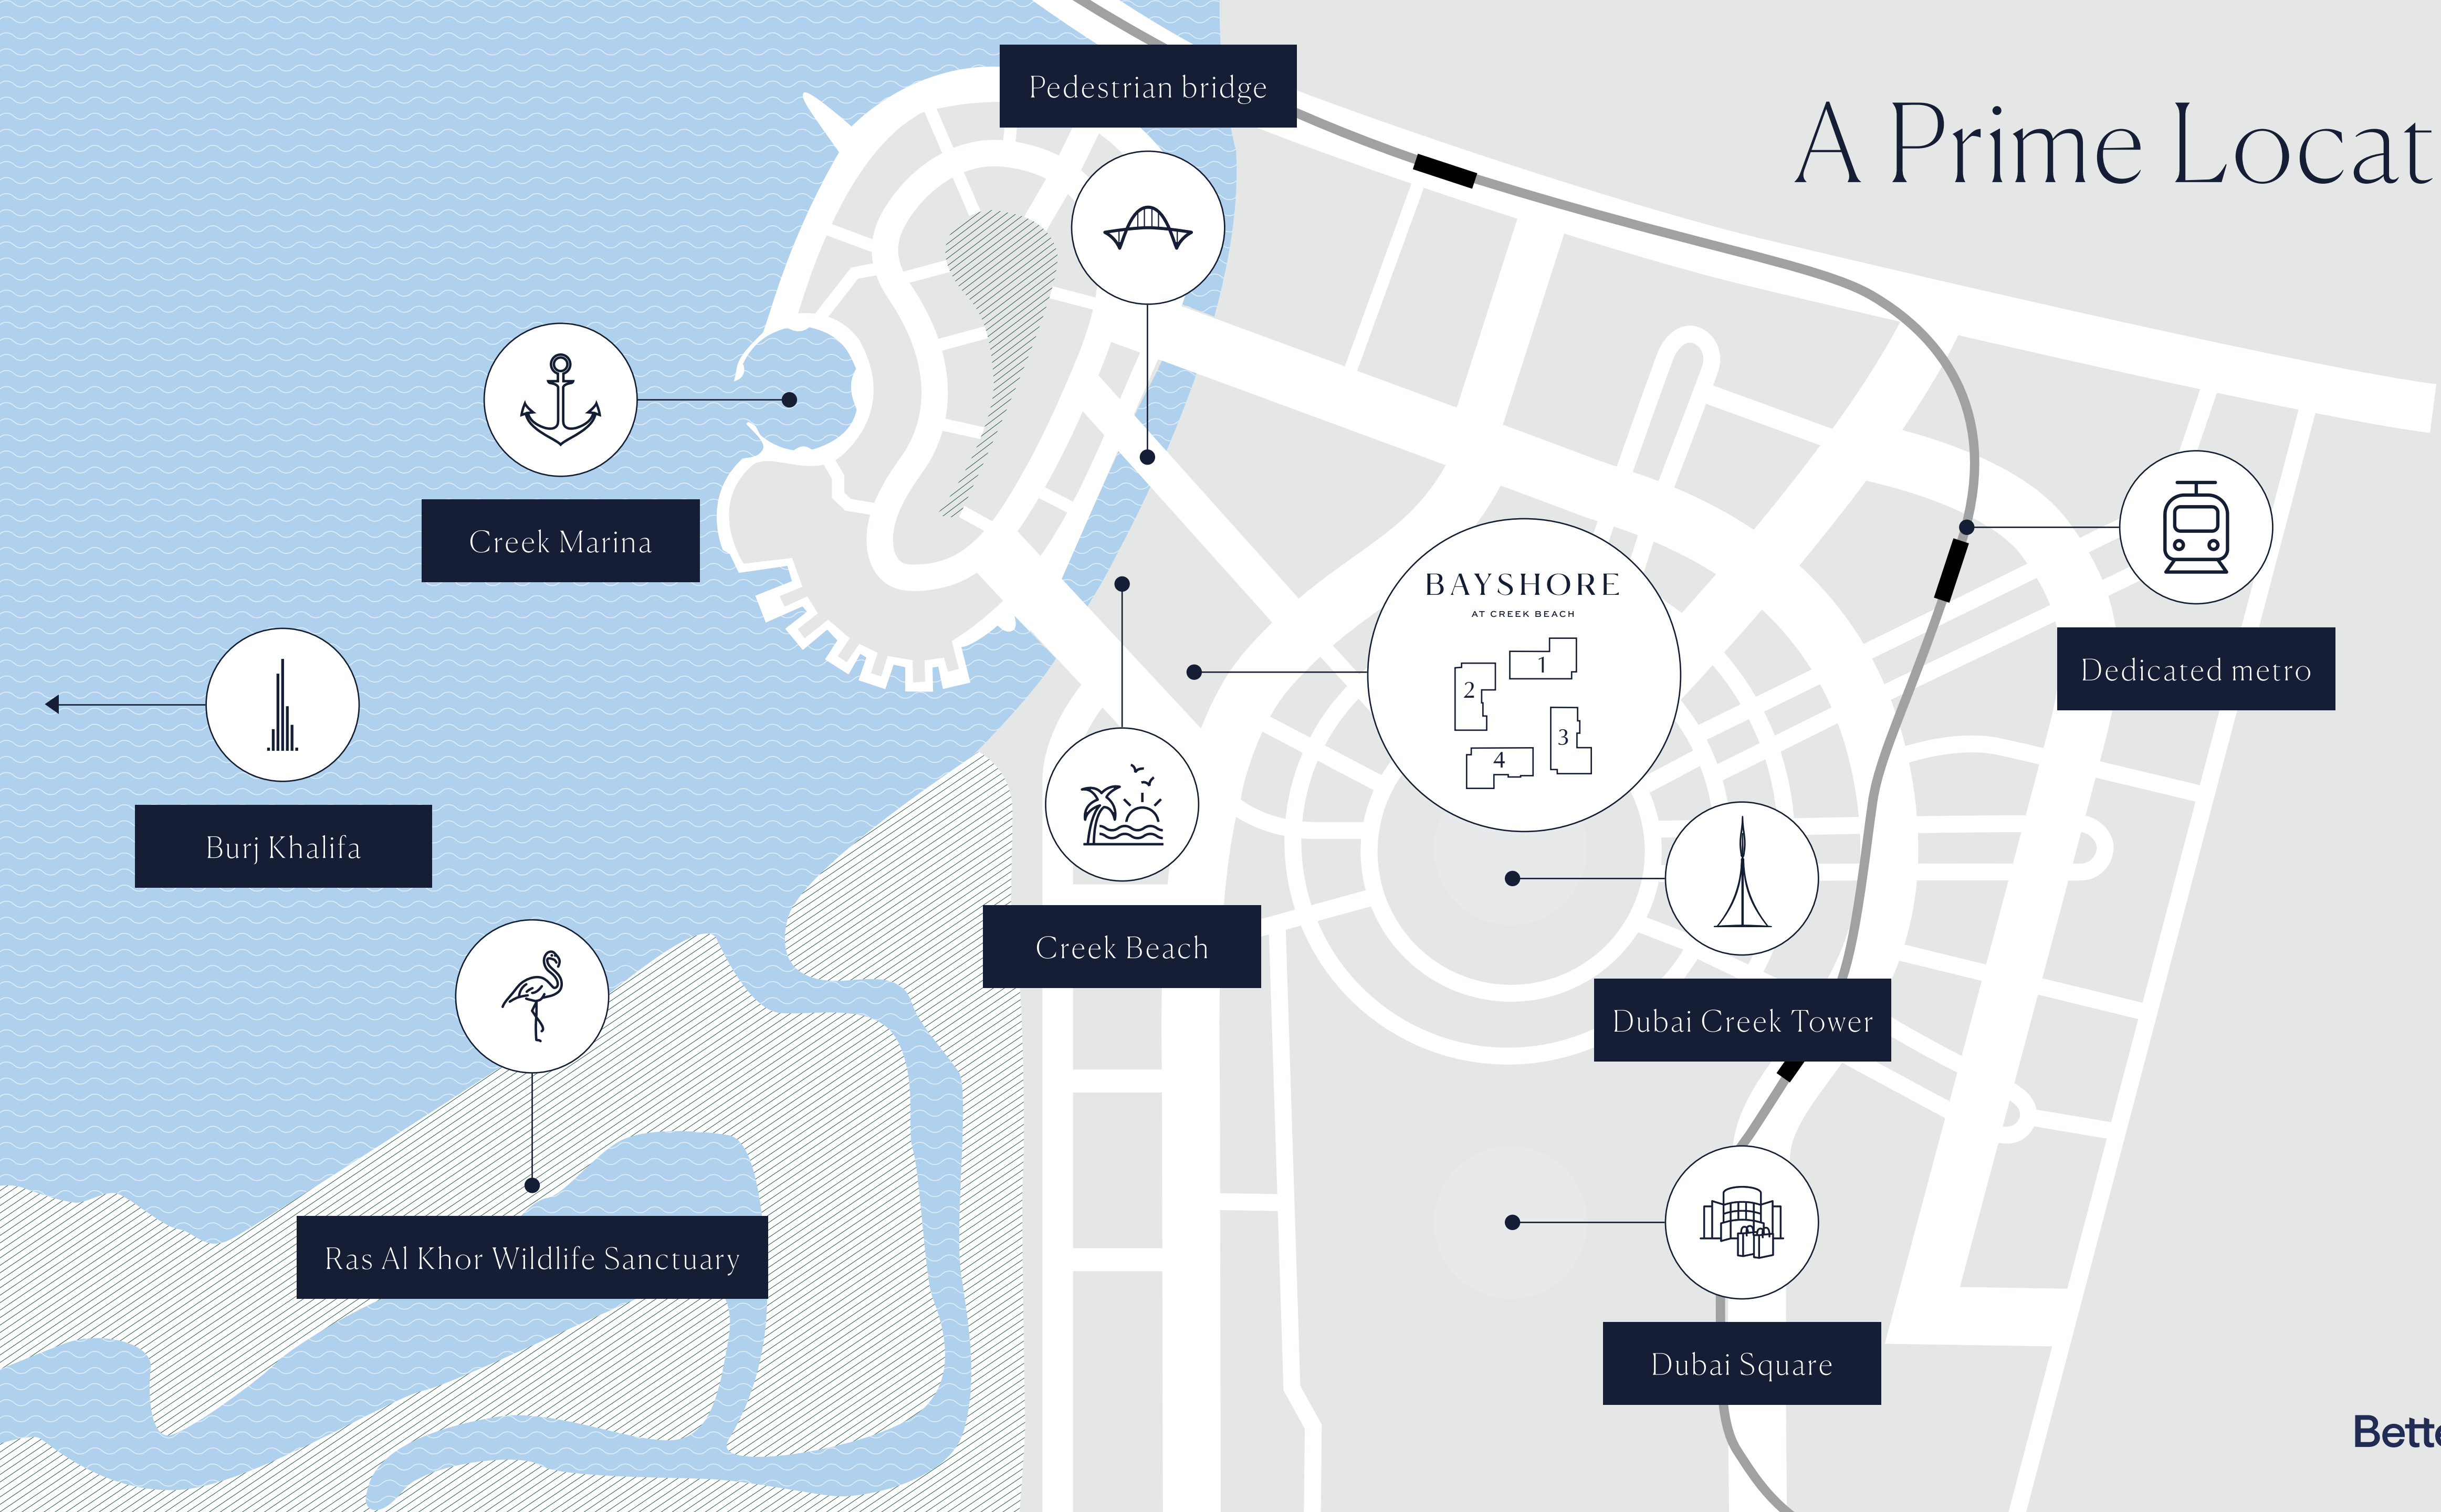 Pedestrian bridge
A Prime Locat
Creek Marina
BAYSHORE
AT CREEK BEACH
1
2
3
4
Dedicated metro
Burj Khalifa
Creek Beach
Dubai Creek Tower
Ras Al Khor Wildlife Sanctuary
Dubai Square
Bette